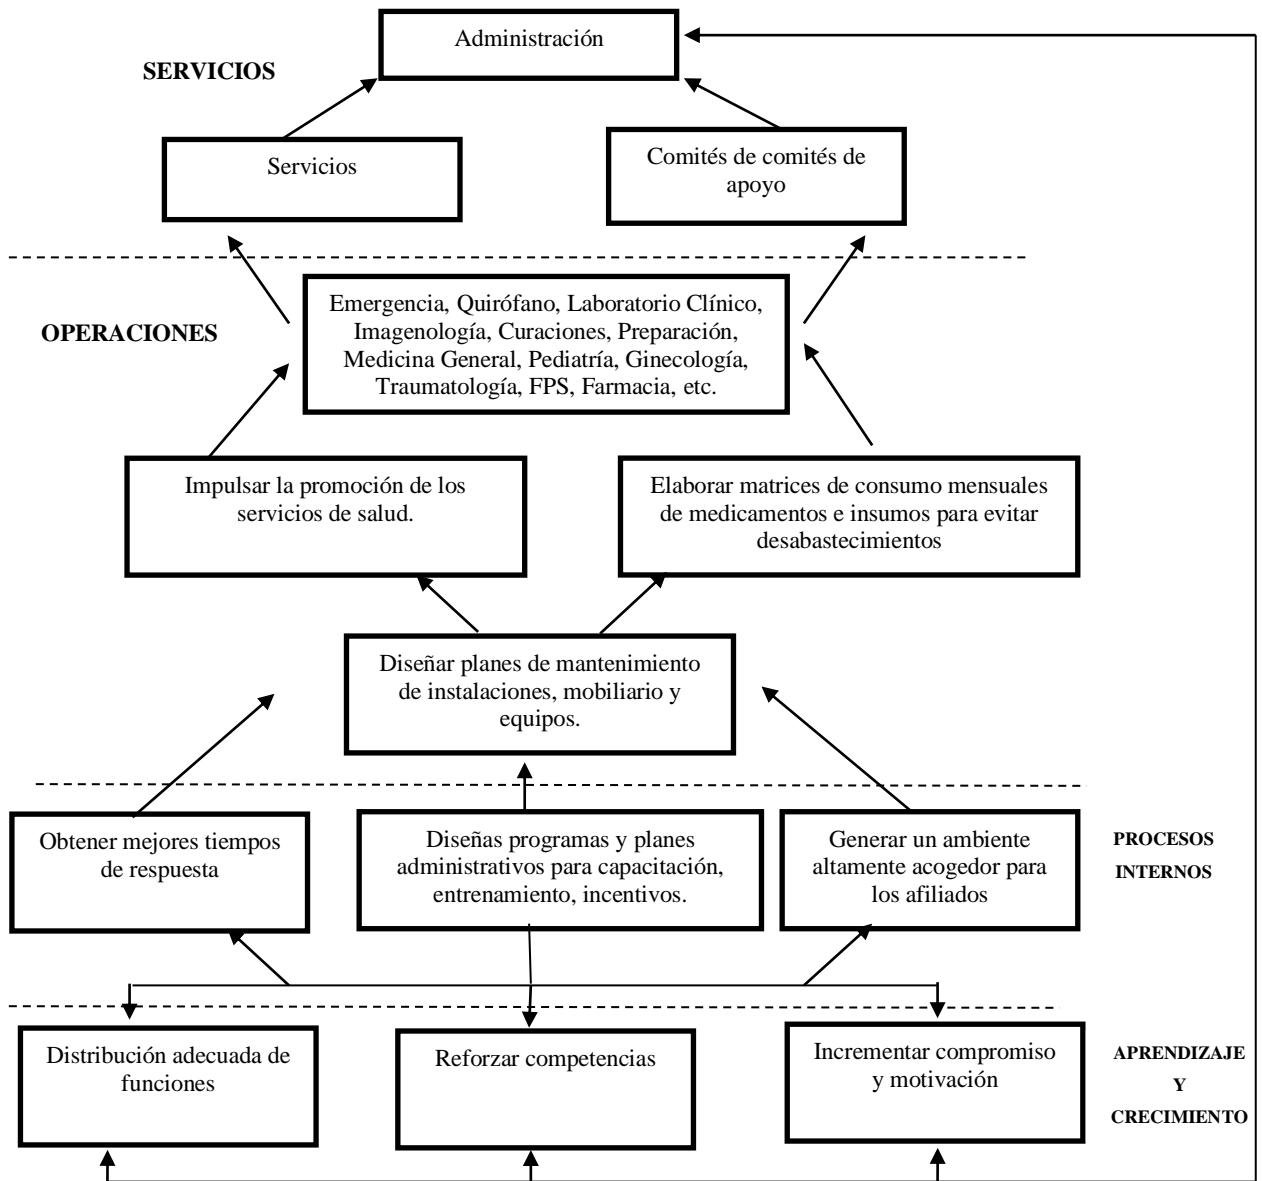 Administración
SERVICIOS
Servicios
Comités de comités de
apoyo
OPERACIONES
Emergencia, Quirófano, Laboratorio Clínico,
Imagenología, Curaciones, Preparación,
Medicina General, Pediatría, Ginecología,
Traumatología, FPS, Farmacia, etc.
Impulsar la promoción de los
servicios de salud.
Elaborar matrices de consumo mensuales
de medicamentos e insumos para evitar
desabastecimientos
Diseñar planes de mantenimiento
de instalaciones, mobiliario y
equipos.
Obtener mejores tiempos
de respuesta
Diseñas programas y planes
administrativos para capacitación,
entrenamiento, incentivos.
Generar un ambiente
altamente acogedor para
los afiliados
PROCESOS
INTERNOS
Distribución adecuada de
funciones
Reforzar competencias
Incrementar compromiso
y motivación
APRENDIZAJE
Y
CRECIMIENTO